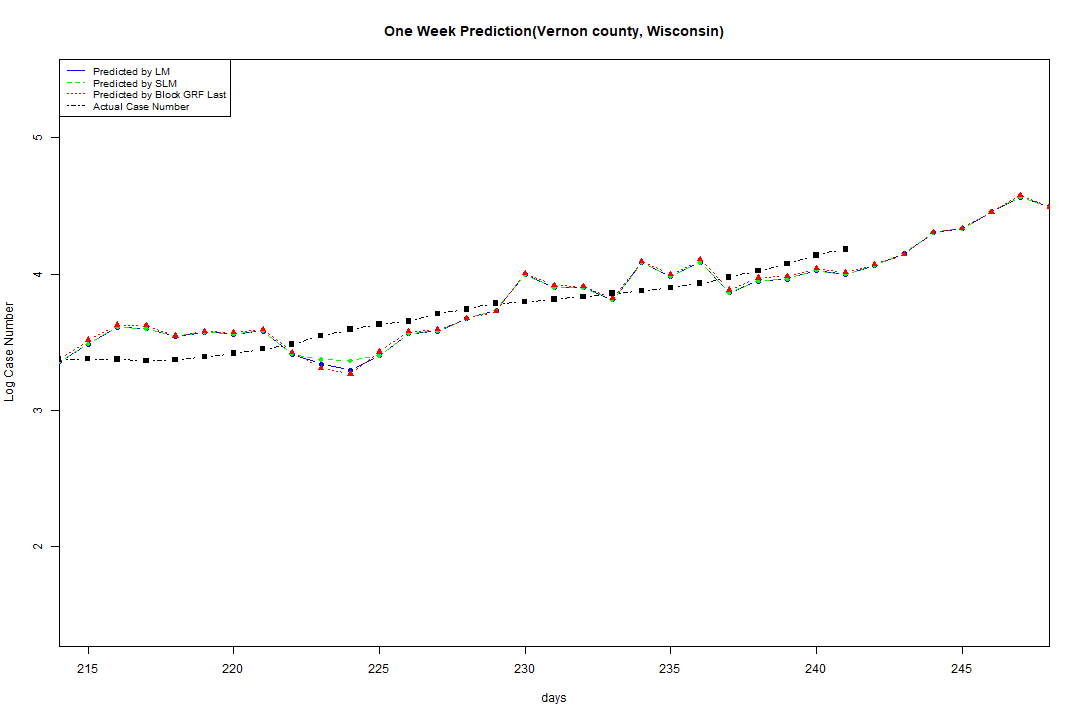 One Week Prediction(Vernon county, Wisconsin)
Predicted by LM
Predicted by SLM
Predicted by Block GRF Last
Actual Case Number
5
4
3
2
Log Case Number
215 220 225 230 235 240 245
days